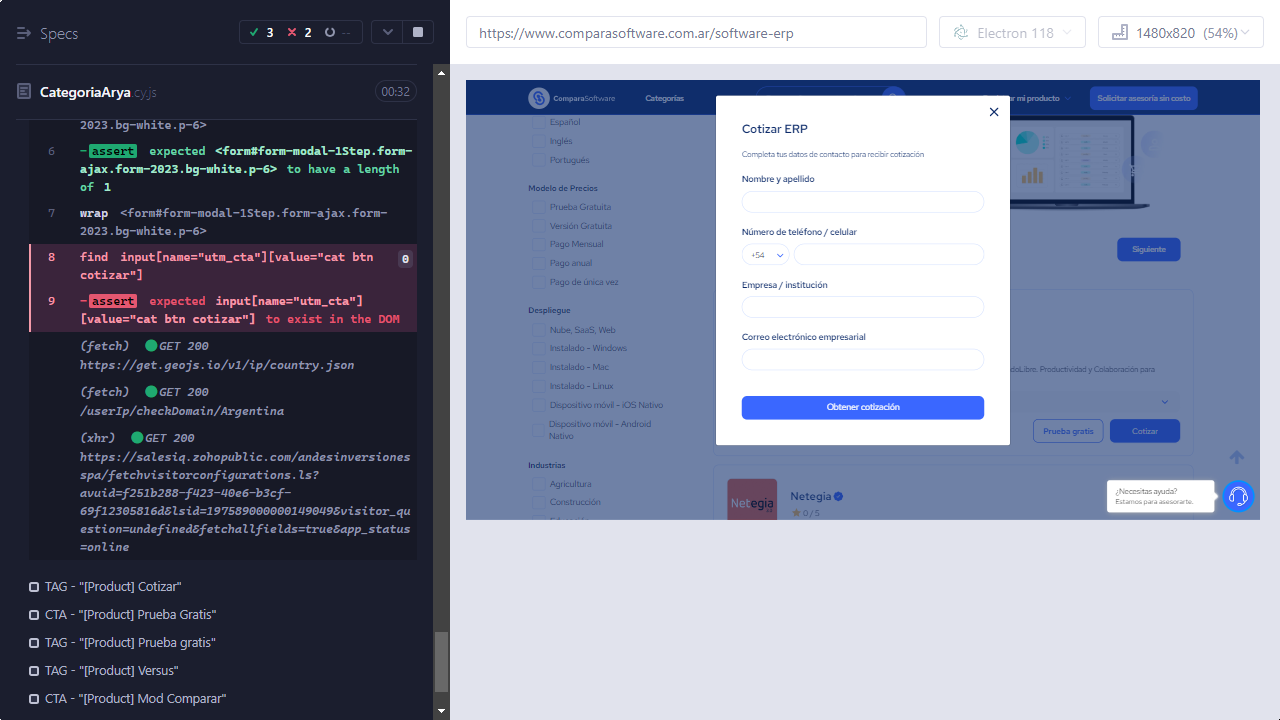 Specs
3
2
--
CategoriaArya.cy.js
00:32
2023.bg-white.p-6>
6 -assert expected <form#form-modal-1Step.form-
ajax.form-2023.bg-white.p-6> to have a length
of 1
7 wrap <form#form-modal-1Step.form-ajax.form-
2023.bg-white.p-6>
8 find input[name="utm_cta"][value="cat btn 0
cotizar"]
9 -assert expected input[name="utm_cta"]
[value="cat btn cotizar"] to exist in the DOM
(fetch) GET 200
https://get.geojs.io/v1/ip/country.json
(fetch) GET 200
/userIp/chechDomain/Argentina
(xhr) GET 200
https://salesiq.zohopublic.com/andesinversiones
spa/fetchvisitorconfigurations.ls?
avuid=f251b288-f423-40e6-b3cf-
69f12305816d&lsid=1975890000000149049&visitor_qu
estion=undefined&fetchallfields=true&app_status
=online
TAG - "[Product] Cotizar"
CTA - "[Product] Prueba Gratis"
TAG - "[Product] Prueba gratis"
TAG - "[Product] Versus"
CTA - "[Product] Mod Comparar"
https://www.comparasoftware.com.ar/software-erp
Electron 118
1480x820 (54%)
ComparaSoftware
Categorías
mi producto
Solicitar asesoría sin costo
Español
Inglés
Portugués
Modelo de Precios
Prueba Gratuita
Versión Gratuita
Pago Mensual
Pago anual
Pago de única vez
Despliegue
Nube, SaaS, Web
Instalado - Windows
Instalado - Mac
Instalado - Linux
Dispositivo móvil - iOS Nativo
Dispositivo móvil - Android
Nativo
Industrias
Agricultura
Construcción
Cotizar ERP
Completa tus datos de contacto para recibir cotización
Nombre y apellido
Número de teléfono / celular
+54
Empresa / institución
Correo electrónico empresarial
Obtener cotización
Siguiente
Productividad y Colaboración para
Prueba gratis
Cotizar
Netegia
Netegia
0 / 5
¿Necesitas ayuda?
Estamos para asesorarte.